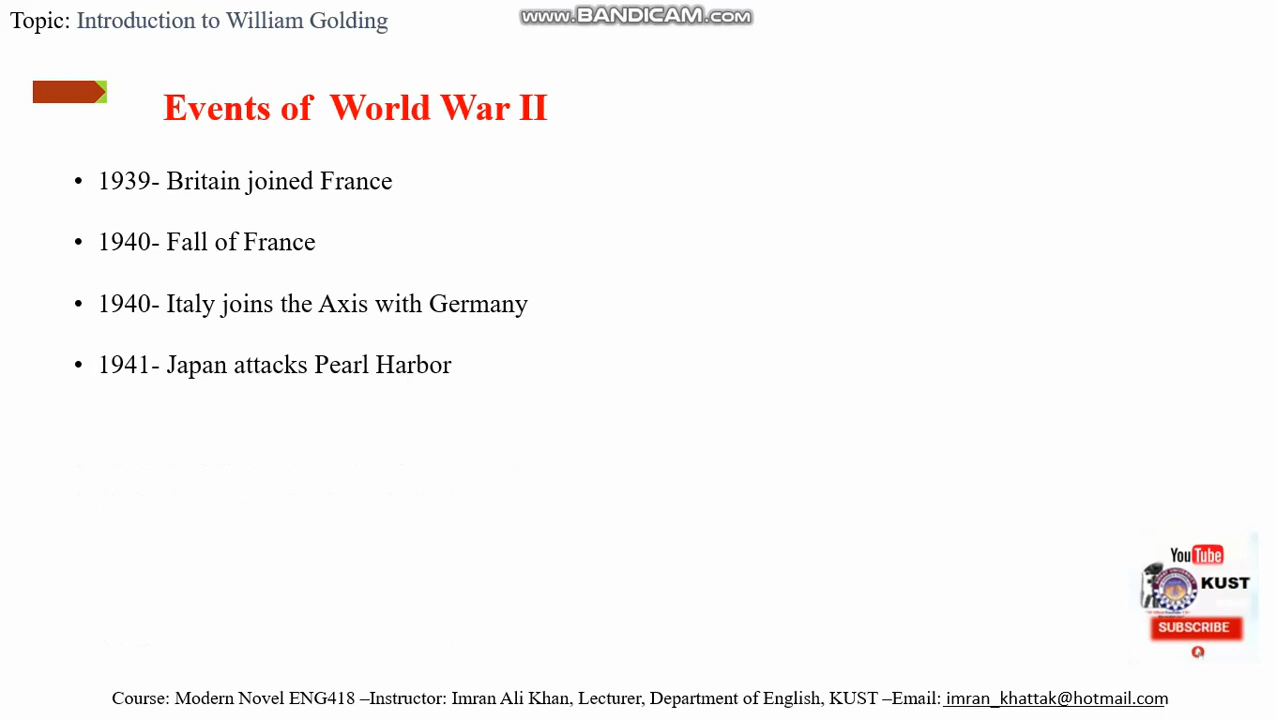 Topic: Introduction to William Golding
www.BANDICAM.com
Events of World War II
• 1939- Britain joined France
• 1940- Fall of France
• 1940- Italy joins the Axis with Germany
• 1941- Japan attacks Pearl Harbor
YouTube
KUST
SUBSCRIBE
Course: Modern Novel ENG418 –Instructor: Imran Ali Khan, Lecturer, Department of English, KUST –Email: imran_khattak@hotmail.com